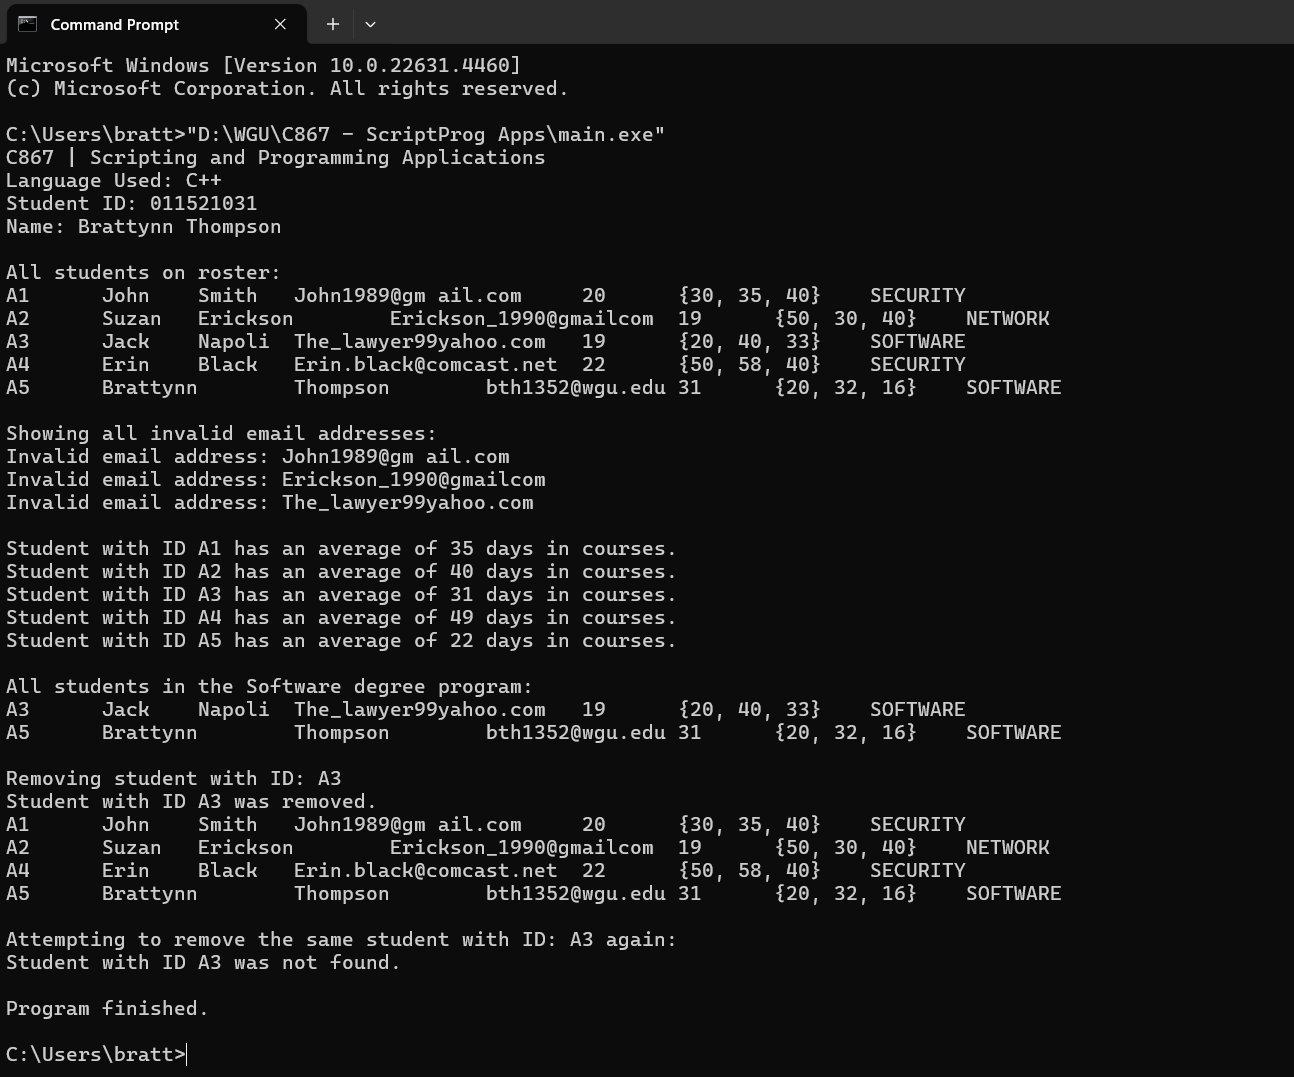 Command Prompt
Microsoft Windows [Version 10.0.22631.4460]
(c) Microsoft Corporation. All rights reserved.
C:\Users\bratt>"D:\WGU\C867 - ScriptProg Apps\main.exe"
C867 | Scripting and Programming Applications
Language Used: C++
Student ID: 011521031
Name: Brattynn Thompson
All students on roster:
A1      John    Smith   John1989@gm ail.com     20      {30, 35, 40}    SECURITY
A2      Suzan   Erickson        Erickson_1990@gmailcom  19      {50, 30, 40}    NETWORK
A3      Jack    Napoli  The_lawyer99yahoo.com   19      {20, 40, 33}    SOFTWARE
A4      Erin    Black   Erin.black@comcast.net  22      {50, 58, 40}    SECURITY
A5      Brattynn        Thompson        bth1352@wgu.edu 31      {20, 32, 16}    SOFTWARE
Showing all invalid email addresses:
Invalid email address: John1989@gm ail.com
Invalid email address: Erickson_1990@gmailcom
Invalid email address: The_lawyer99yahoo.com
Student with ID A1 has an average of 35 days in courses.
Student with ID A2 has an average of 40 days in courses.
Student with ID A3 has an average of 31 days in courses.
Student with ID A4 has an average of 49 days in courses.
Student with ID A5 has an average of 22 days in courses.
All students in the Software degree program:
A3      Jack    Napoli  The_lawyer99yahoo.com   19      {20, 40, 33}    SOFTWARE
A5      Brattynn        Thompson        bth1352@wgu.edu 31      {20, 32, 16}    SOFTWARE
Removing student with ID: A3
Student with ID A3 was removed.
A1      John    Smith   John1989@gm ail.com     20      {30, 35, 40}    SECURITY
A2      Suzan   Erickson        Erickson_1990@gmailcom  19      {50, 30, 40}    NETWORK
A4      Erin    Black   Erin.black@comcast.net  22      {50, 58, 40}    SECURITY
A5      Brattynn        Thompson        bth1352@wgu.edu 31      {20, 32, 16}    SOFTWARE
Attempting to remove the same student with ID: A3 again:
Student with ID A3 was not found.
Program finished.
C:\Users\bratt>